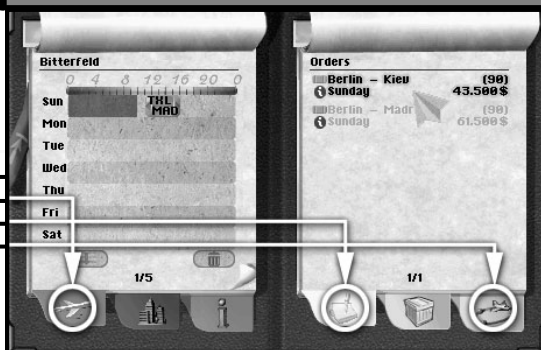 Bitterfeld
0 4 8 12 16 20 0
Sun
TXL
MAD
Mon
Tue
Wed
Thu
Fri
Sat
1/5
Orders
Berlin – Kiev (90)
Sunday 43.500$
Berlin – Madr (90)
Sunday 61.500$
1/1